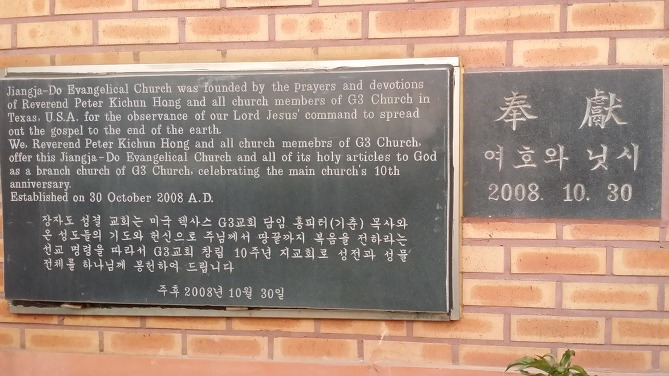 Jiangja-Do Evangelical Church was founded by the prayers and devotions
of Reverend Peter Kichun Hong and all church members of G3 Church in
Texas, U.S.A. for the observance of our Lord Jesus' command to spread
out the gospel to the end of the earth.
We, Reverend Peter Kichun Hong and all church memebrs of G3 Church,
offer this Jiangja-Do Evangelical Church and all of its holy articles to God
as a branch church of G3 Church, celebrating the main church's 10th
anniversary.
Established on 30 October 2008 A.D.
장자도 성결 교회는 미국 텍사스 G3교회 담임 홍피터(기춘) 목사와
온 성도들의 기도와 헌신으로 주님께서 땅끝까지 복음을 전하라는
선교 명령을 따라서 G3교회 창립 10주년 지교회로 성전과 성물
전체를 하나님께 봉헌하여 드립니다
주후 2008년 10월 30일
奉 獻
여호와 닛시
2008. 10. 30